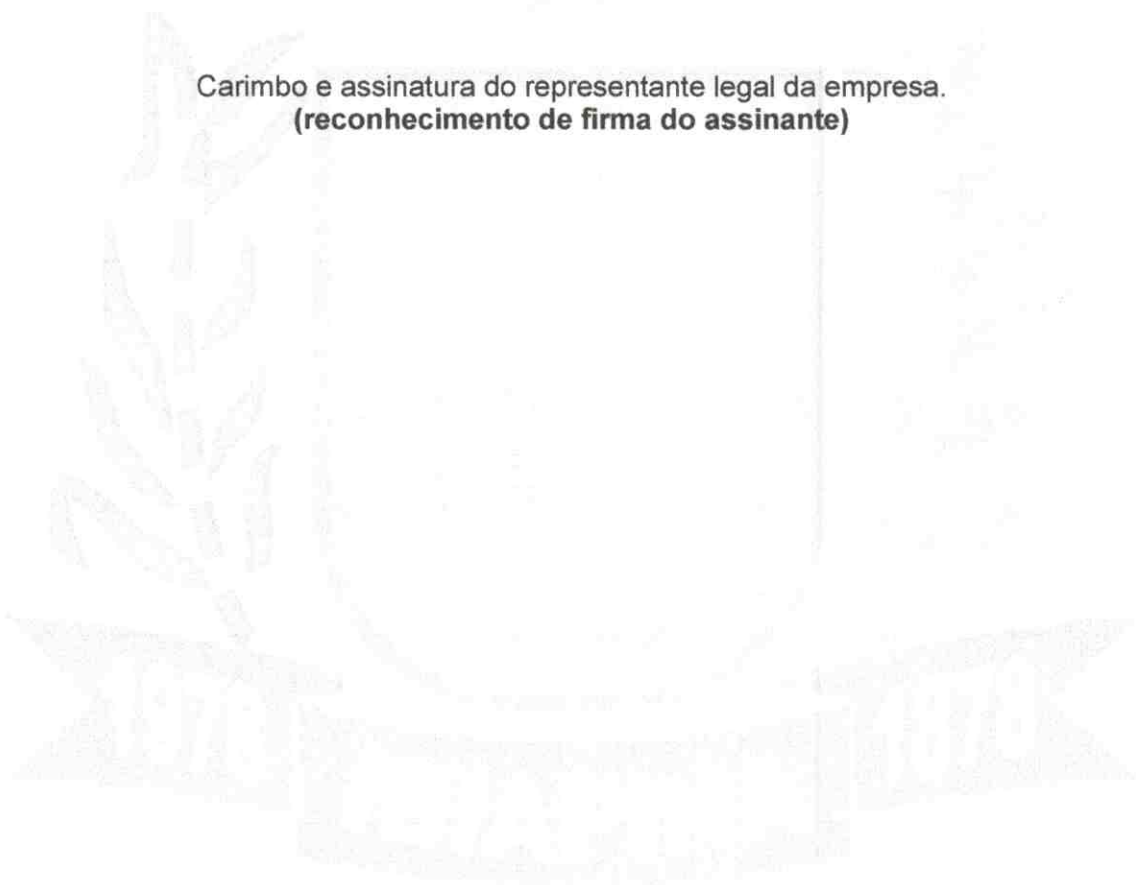 Carimbo e assinatura do representante legal da empresa.
(reconhecimento de firma do assinante)